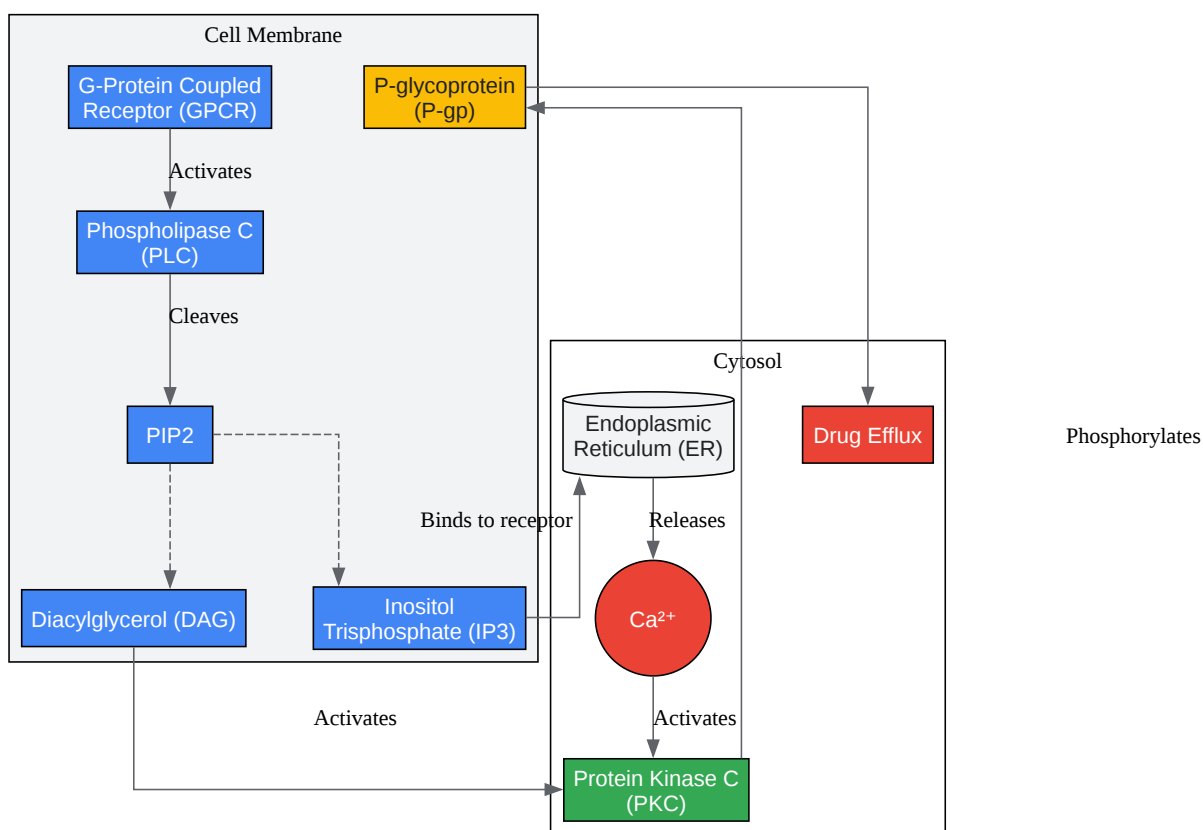 Cell Membrane
G-Protein Coupled
Receptor (GPCR)
P-glycoprotein
(P-gp)
Activates
Phospholipase C
(PLC)
Cleaves
Cytosol
PIP2
Endoplasmic
Reticulum (ER)
Drug Efflux
Phosphorylates
Binds to receptor
Releases
Diacylglycerol (DAG)
Inositol
Trisphosphate (IP3)
Ca²⁺
Activates
Activates
Protein Kinase C
(PKC)